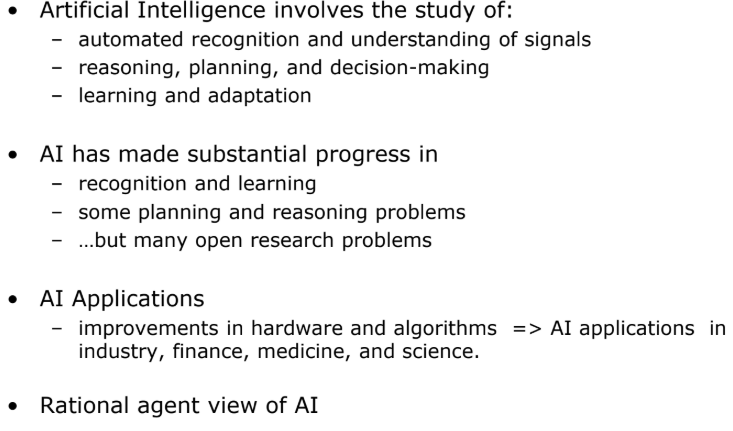 • Artificial Intelligence involves the study of:
– automated recognition and understanding of signals
– reasoning, planning, and decision-making
– learning and adaptation
• AI has made substantial progress in
– recognition and learning
– some planning and reasoning problems
– …but many open research problems
• AI Applications
– improvements in hardware and algorithms => AI applications in
industry, finance, medicine, and science.
• Rational agent view of AI